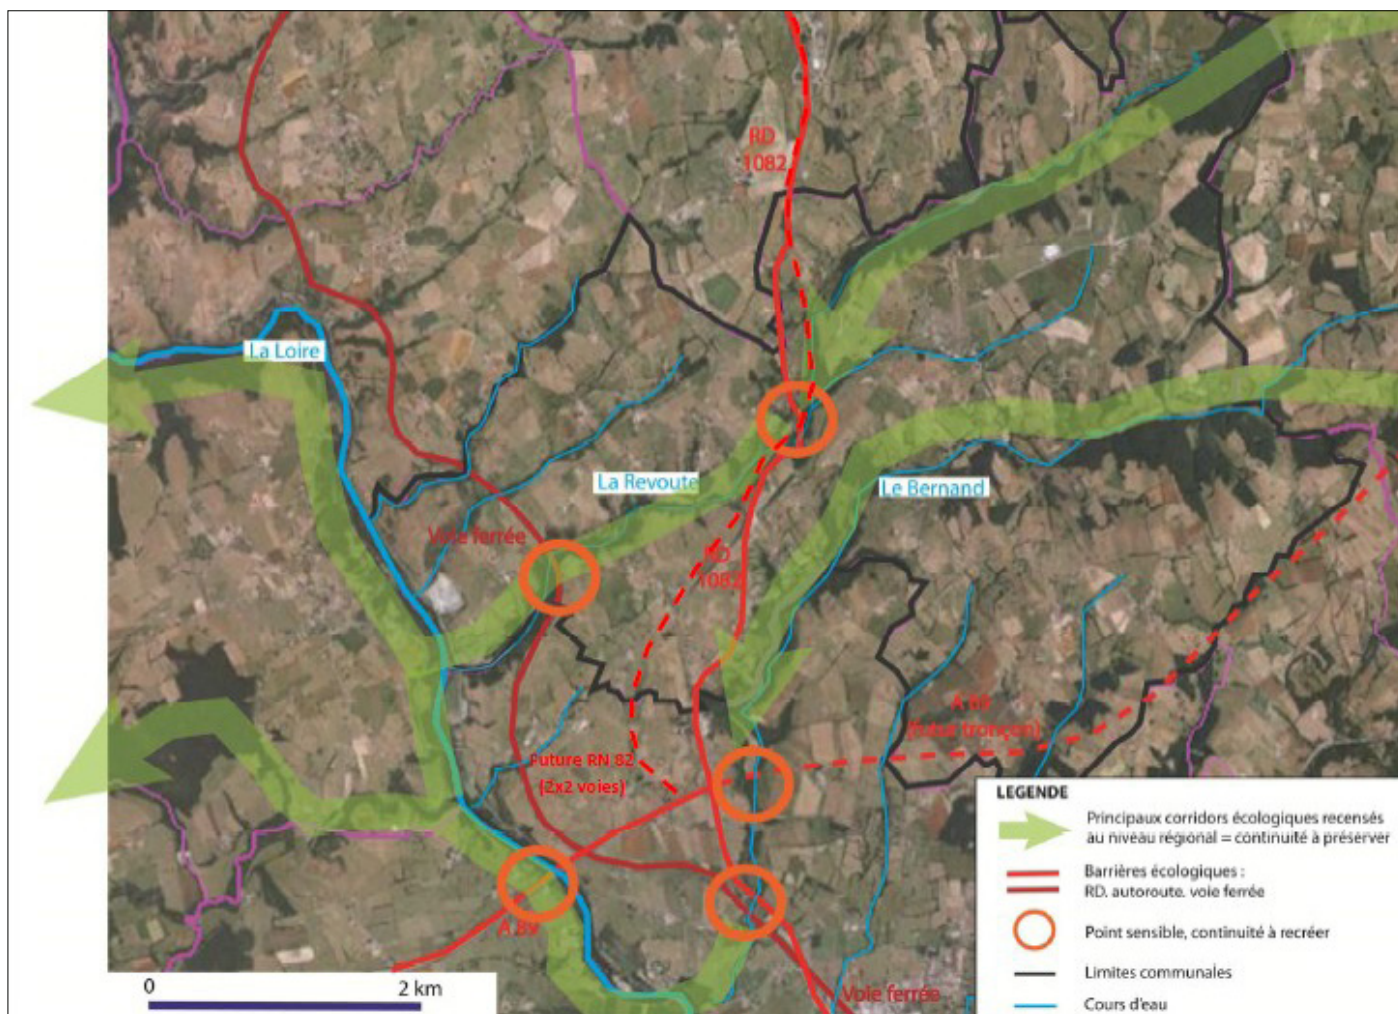 RD
1082
La Loire
La Revoute
Le Bernand
Voie ferrée
RD
1082
A 89
(futur tronçon)
Future RN 82
(2x2 voies)
A 89
Voie ferrée
0
2 km
LEGENDE
Principaux corridors écologiques recensés
au niveau régional = continuité à préserver
Barrières écologiques :
RD. autoroute. voie ferrée
Point sensible, continuité à recréer
Limites communales
Cours d'eau